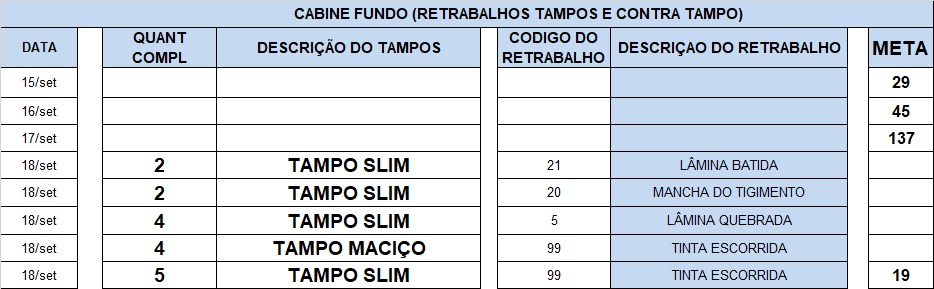 CABINE FUNDO (RETRABALHOS TAMPOS E CONTRA TAMPO)
DATA QUANT COMPL DESCRIÇÃO DO TAMPOS CODIGO DO RETRABALHO DESCRIÇAO DO RETRABALHO META
15/set 29
16/set 45
17/set 137
18/set 2 TAMPO SLIM 21 LÂMINA BATIDA
18/set 2 TAMPO SLIM 20 MANCHA DO TIGIMENTO
18/set 4 TAMPO SLIM 5 LÂMINA QUEBRADA
18/set 4 TAMPO MACIÇO 99 TINTA ESCORRIDA
18/set 5 TAMPO SLIM 99 TINTA ESCORRIDA 19